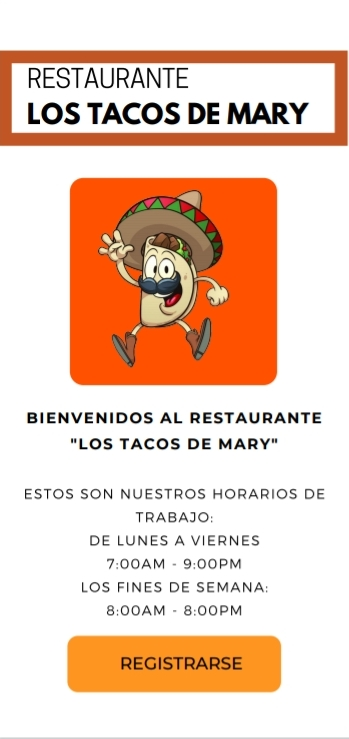 RESTAURANTE
LOS TACOS DE MARY
BIENVENIDOS AL RESTAURANTE
"LOS TACOS DE MARY"
ESTOS SON NUESTROS HORARIOS DE
TRABAJO:
DE LUNES A VIERNES
7:00AM - 9:00PM
LOS FINES DE SEMANA:
8:00AM - 8:00PM
REGISTRARSE